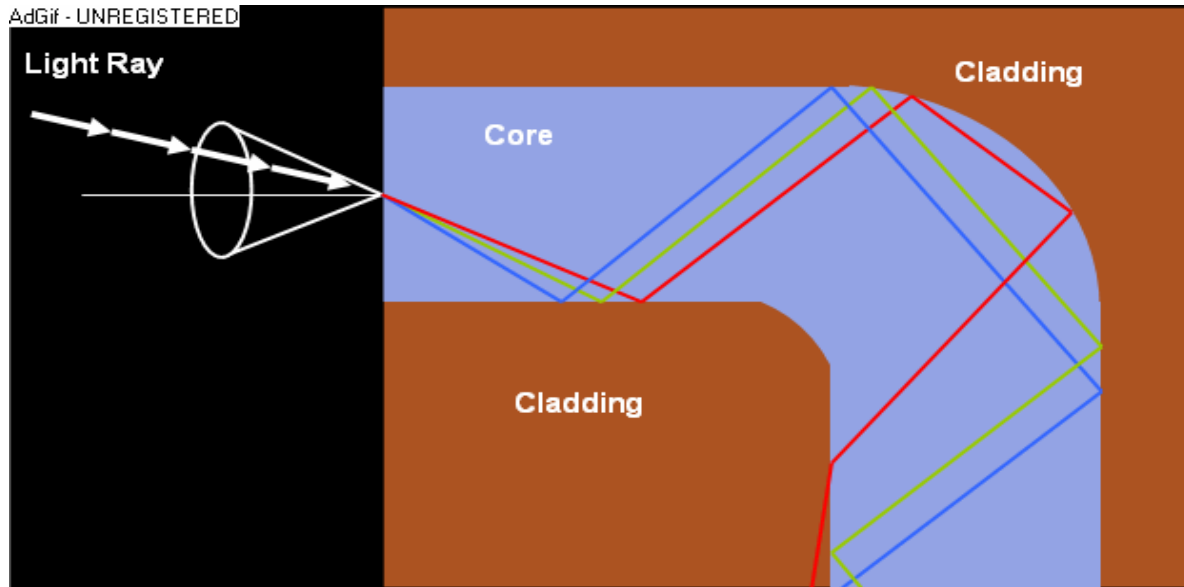 AdGif - UNREGISTERED
Light Ray
Cladding
Core
Cladding